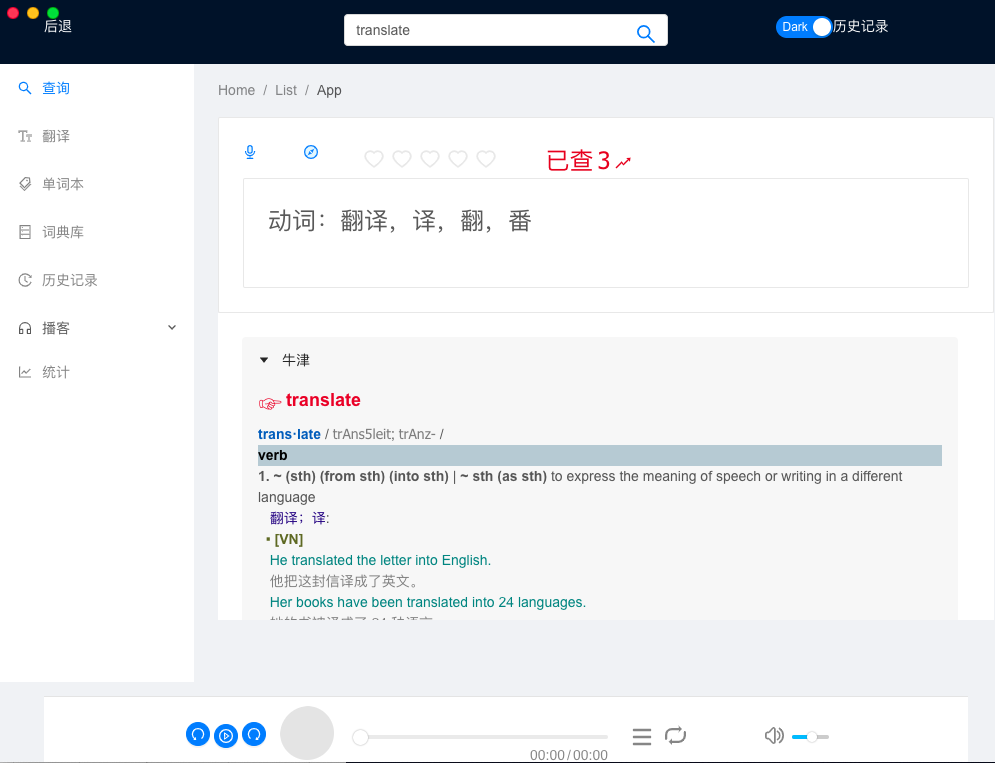 后退
translate
Dark 历史记录
查询
翻译
单词本
词典库
历史记录
播客
统计
Home / List / App
已查 3
动词：翻译，译，翻，番
牛津
translate
trans·late / trAns5leit; trAnz- /
verb
1. ~ (sth) (from sth) (into sth) | ~ sth (as sth) to express the meaning of speech or writing in a different
language
翻译；译:
▪ [VN]
He translated the letter into English.
他把这封信译成了英文。
Her books have been translated into 24 languages.
00:00/00:00